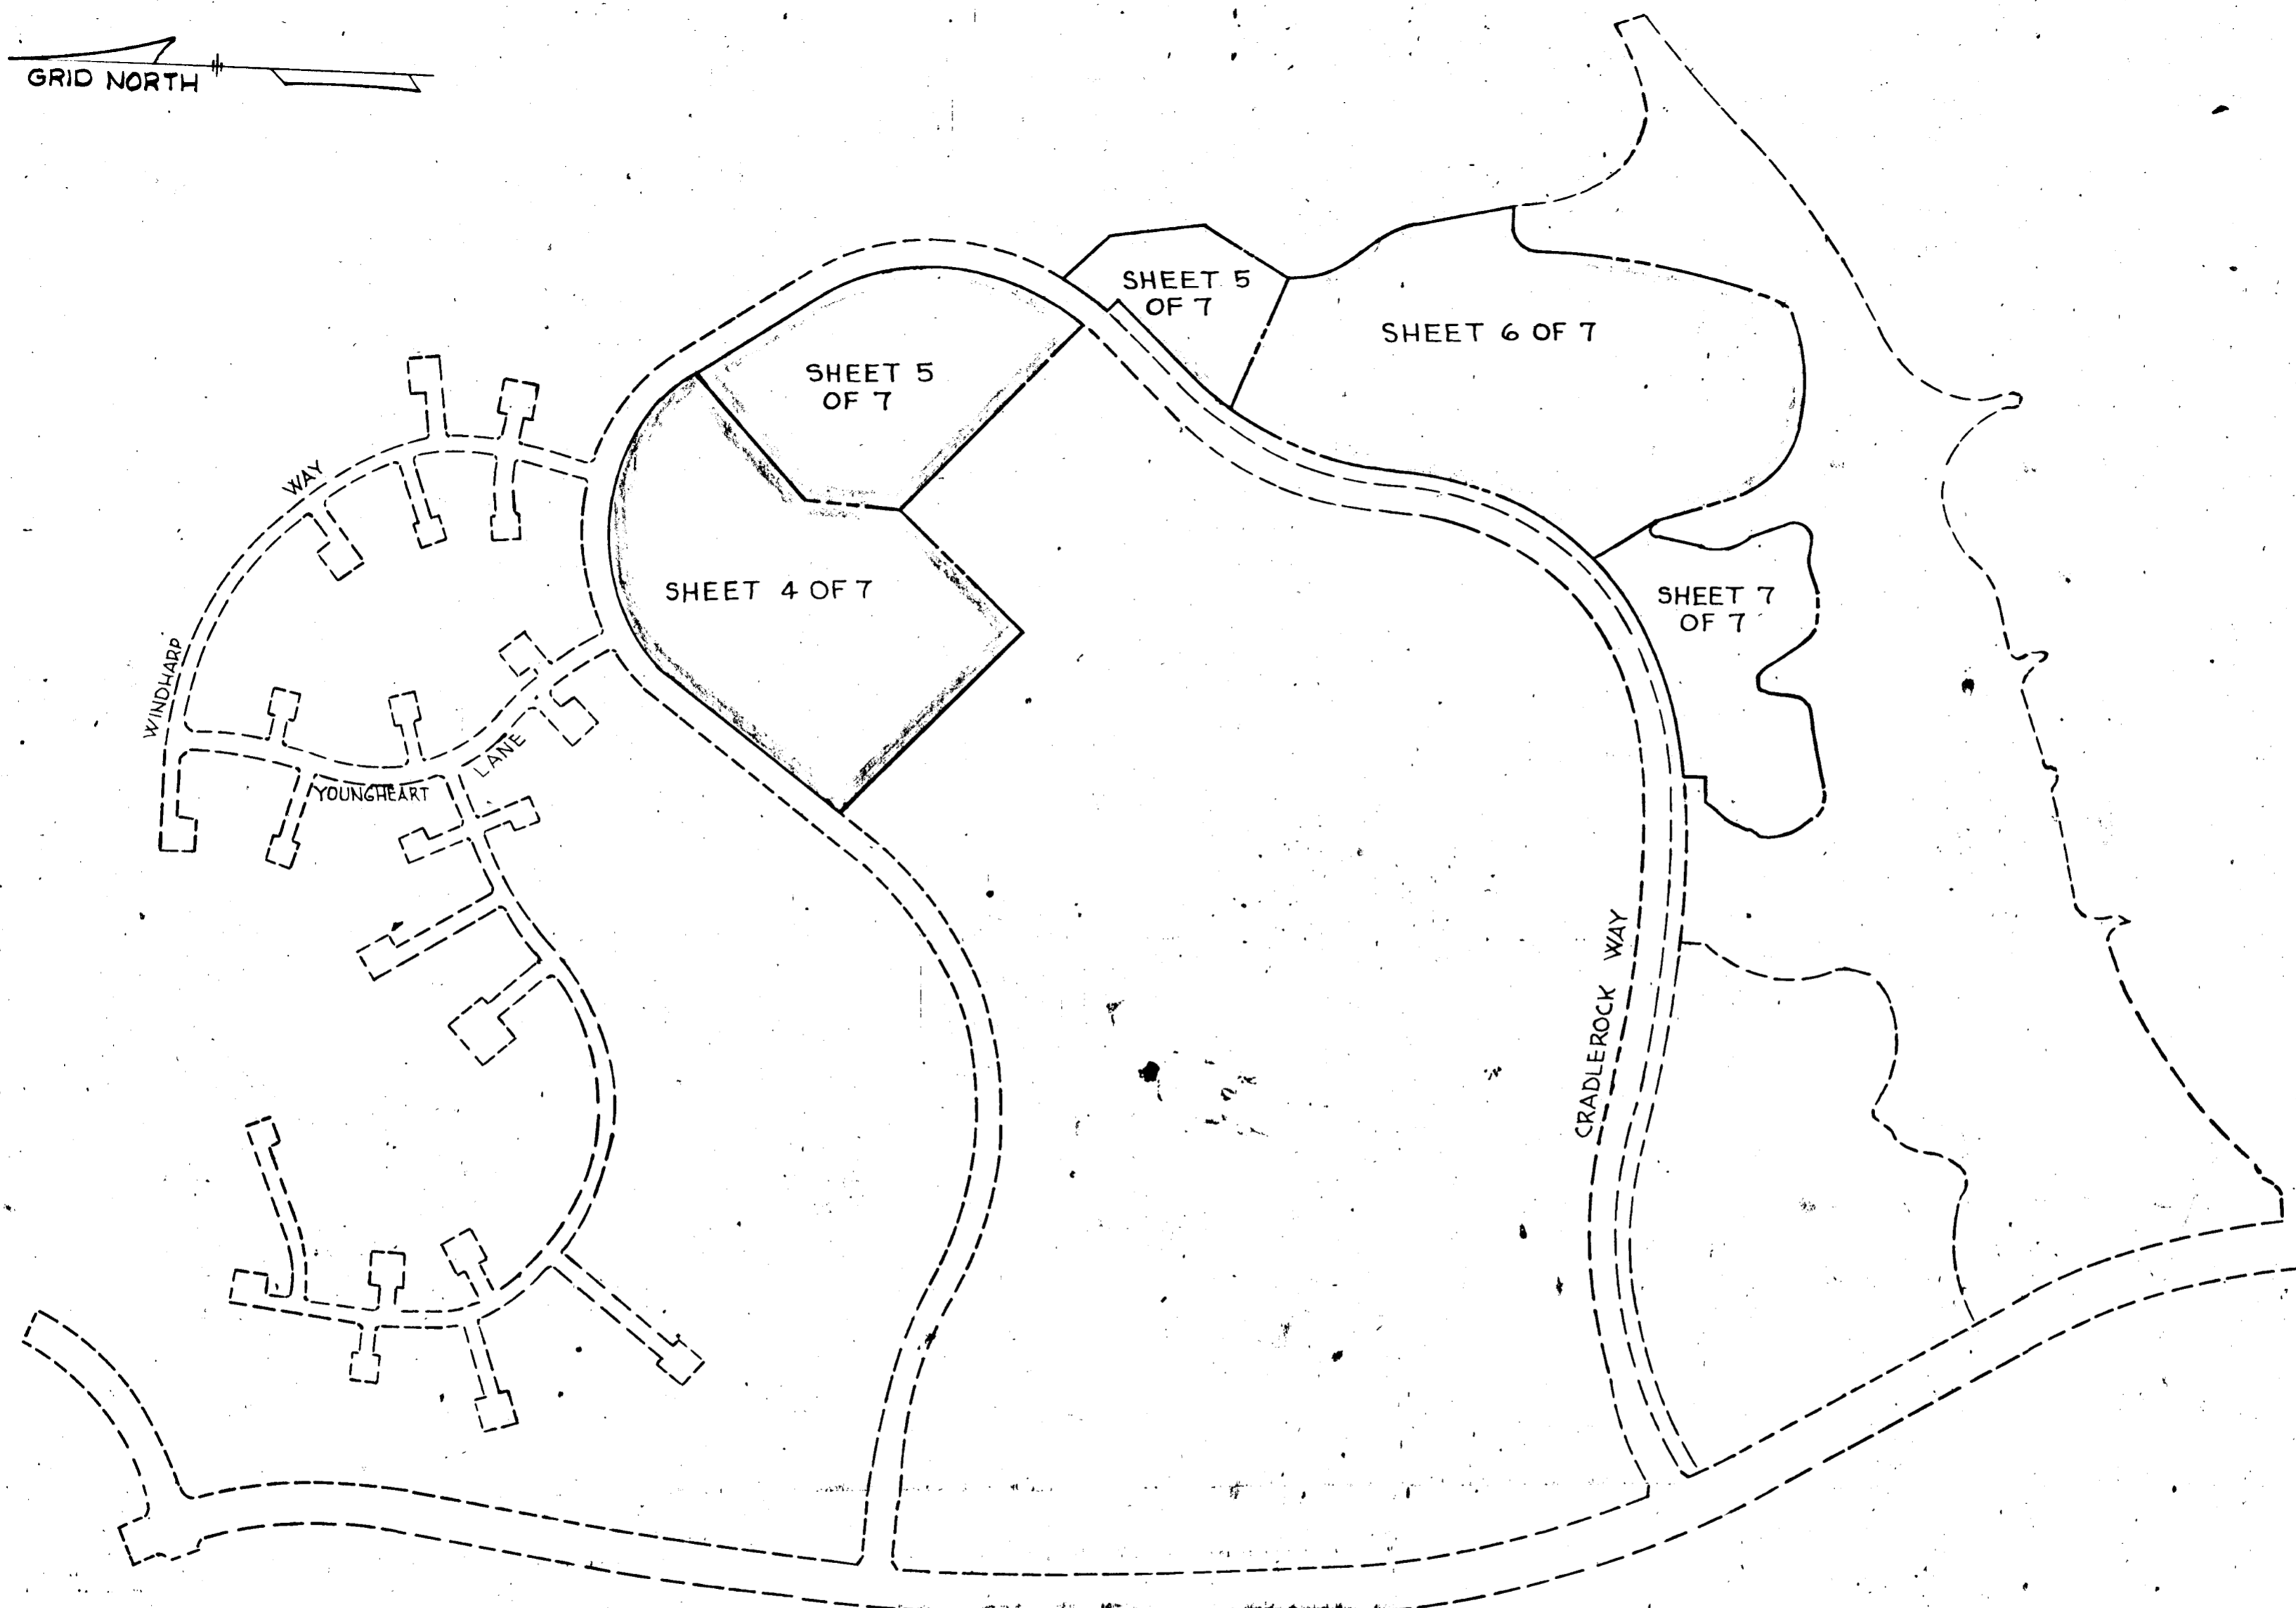 GRID NORTH
SHEET 5
OF 7
SHEET 6 OF 7
SHEET 5
OF 7
WAY
SHEET 4 OF 7
SHEET 7
OF 7
WINDHARP
LANE
YOUNGHEART
CRADLEROCK WAY